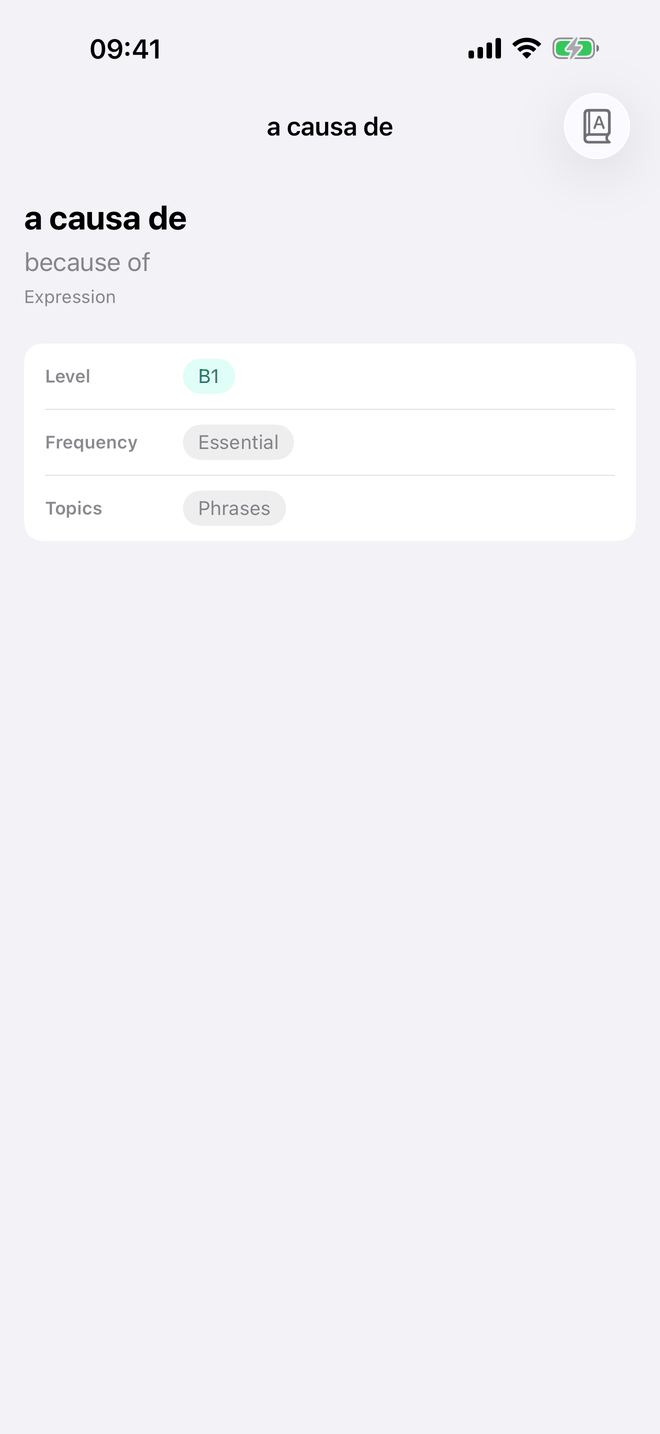 09:41
a causa de
a causa de
because of
Expression
Level B1
Frequency Essential
Topics Phrases